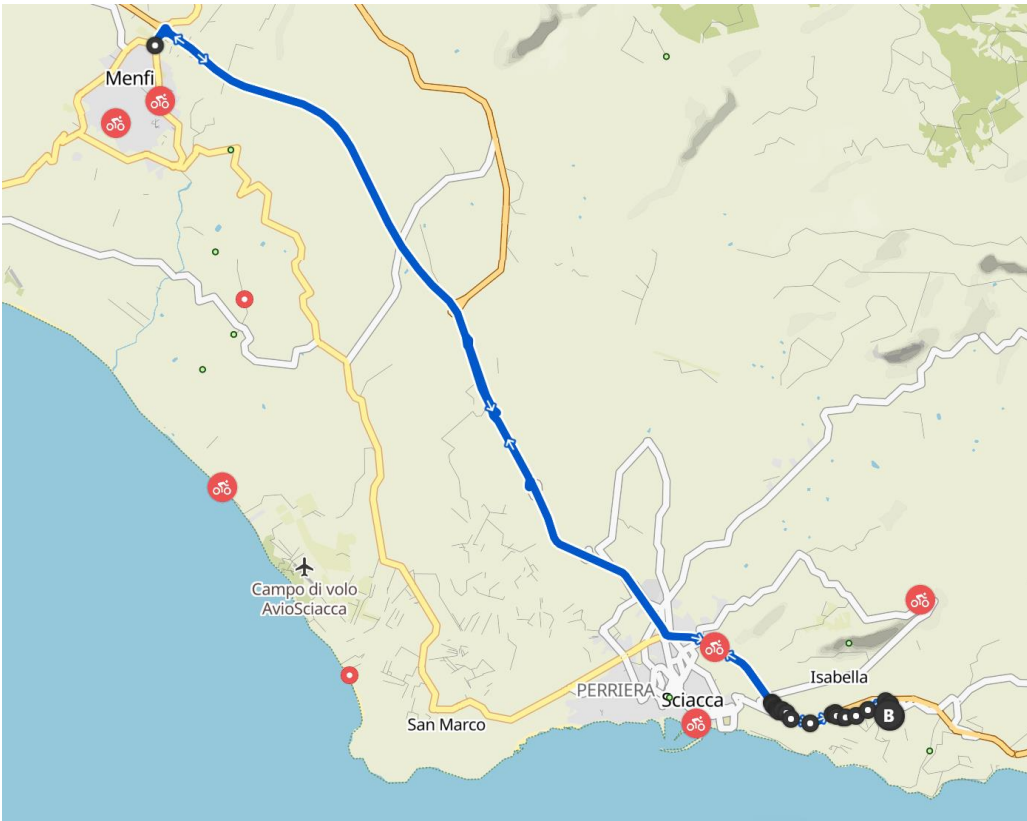 Menfi
Campo di volo
AvioSciacca
Isabella
PERRIERA
Sciacca
San Marco
B